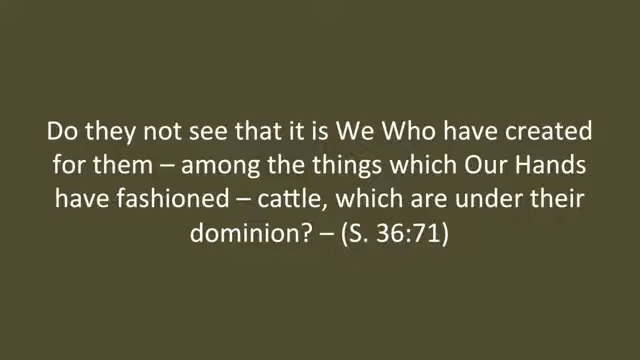 Do they not see that it is We Who have created
for them – among the things which Our Hands
have fashioned – cattle, which are under their
dominion? – (S. 36:71)